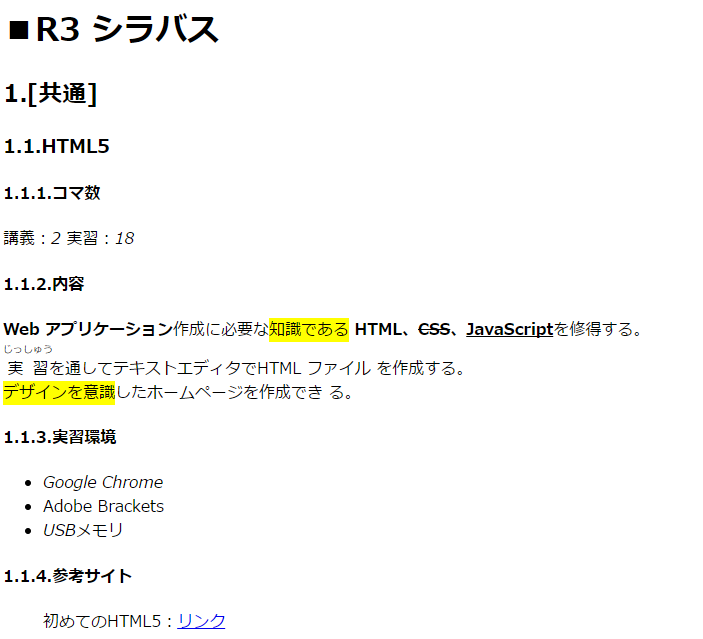 ■R3 シラバス
1.[共通]
1.1.HTML5
1.1.1.コマ数
講義：2 実習：18
1.1.2.内容
Web アプリケーション作成に必要な知識である HTML、CSS、JavaScriptを修得する。
じっしゅう
実習を通してテキストエディタでHTML ファイル を作成する。
デザインを意識したホームページを作成でき る。
1.1.3.実習環境
Google Chrome
Adobe Brackets
USBメモリ
1.1.4.参考サイト
初めてのHTML5：リンク